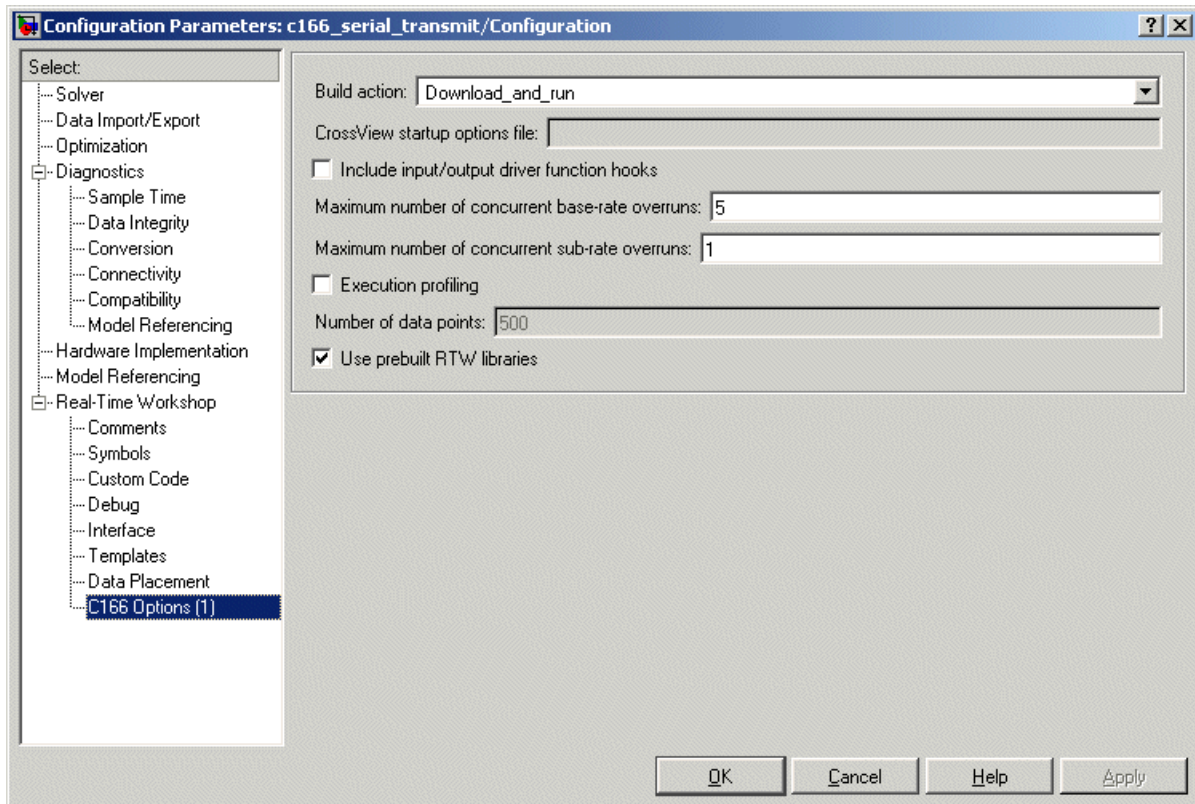 Configuration Parameters: c166_serial_transmit/Configuration
Select:
Solver
Data Import/Export
Optimization
Diagnostics
Sample Time
Data Integrity
Conversion
Connectivity
Compatibility
Model Referencing
Hardware Implementation
Model Referencing
Real-Time Workshop
Comments
Symbols
Custom Code
Debug
Interface
Templates
Data Placement
C166 Options (1)
Build action: Download_and_run
CrossView startup options file:
Include input/output driver function hooks
Maximum number of concurrent base-rate overruns: 5
Maximum number of concurrent sub-rate overruns: 1
Execution profiling
Number of data points: 500
Use prebuilt RTW libraries
OK Cancel Help Apply